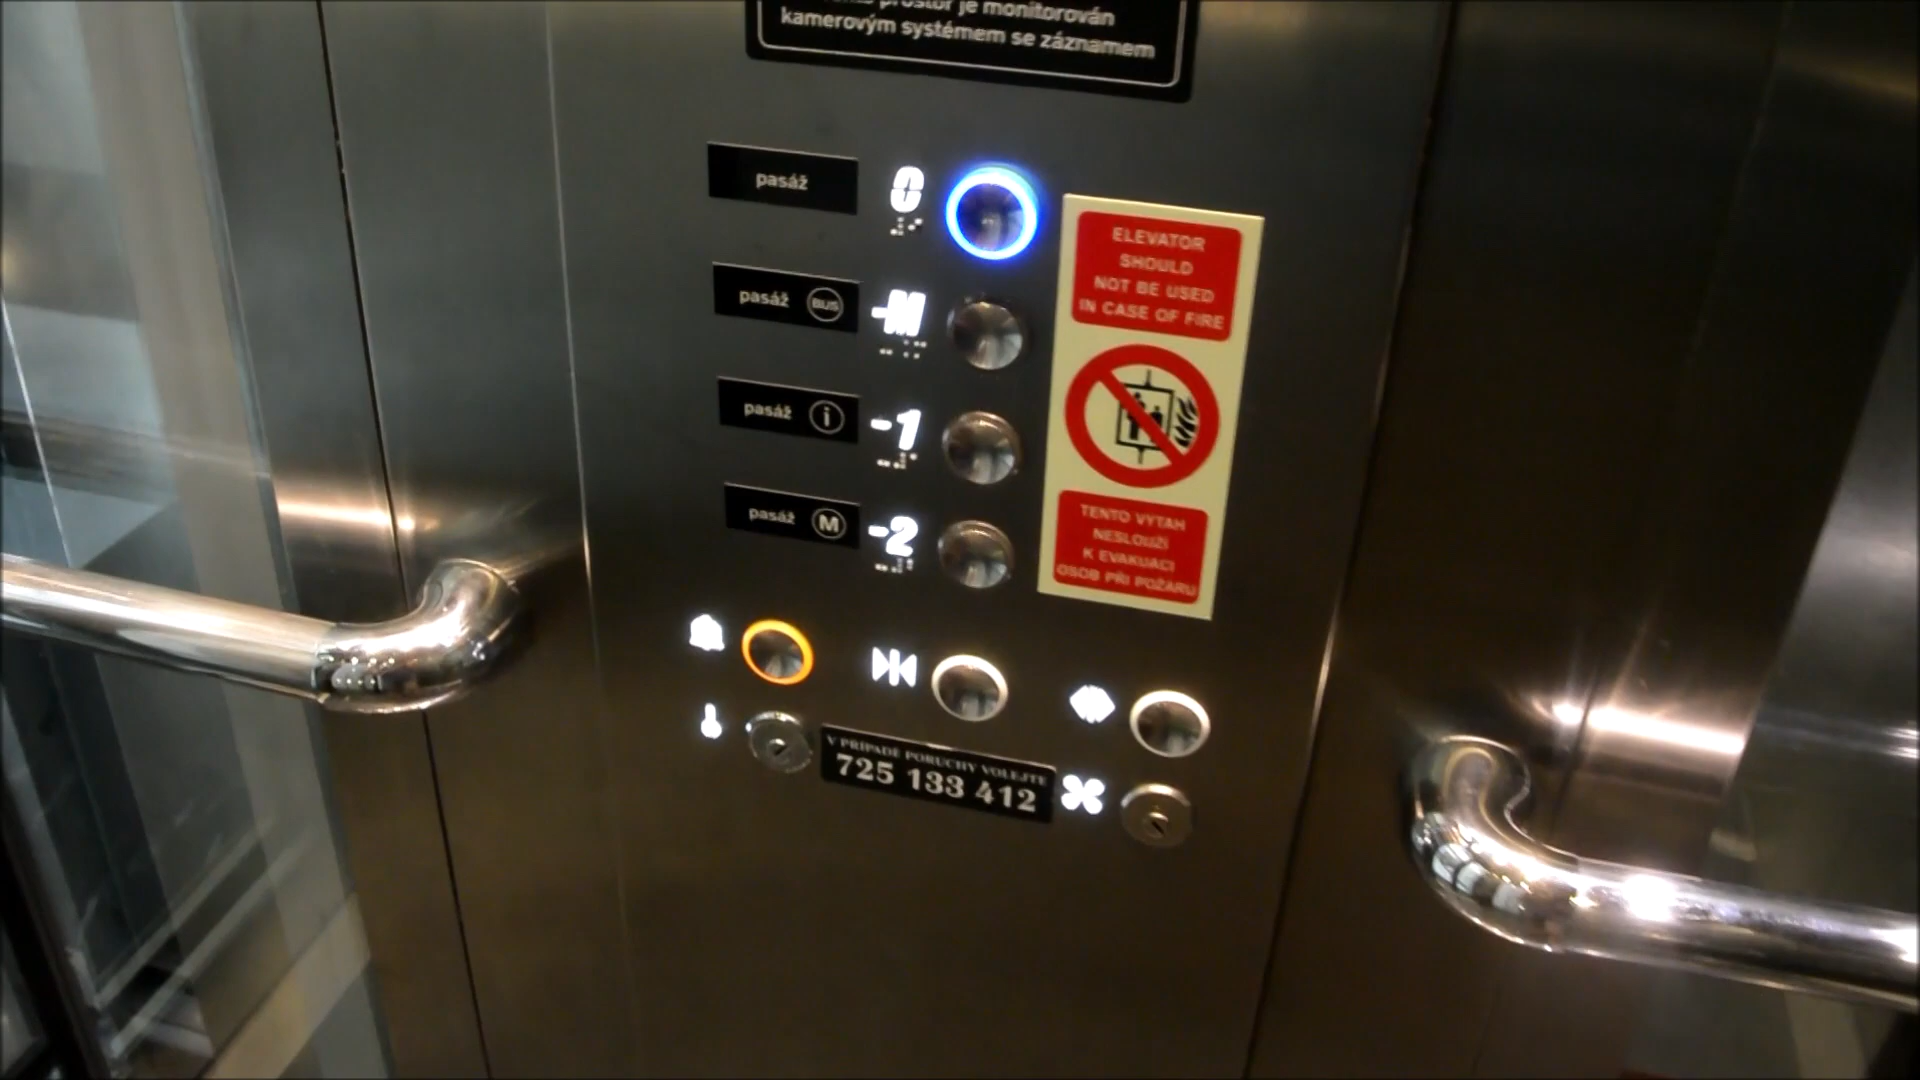 prostor je monitorován
kamerovým systémem se záznamem
pasáž 0
pasáž BUS -M
pasáž i -1
pasáž M -2
ELEVATOR
SHOULD
NOT BE USED
IN CASE OF FIRE
TENTO VÝTAH
NESLOUŽÍ
K EVAKUACI
OSOB PŘI POŽÁRU
V PŘÍPADĚ PORUCHY VOLEJTE
725 133 412